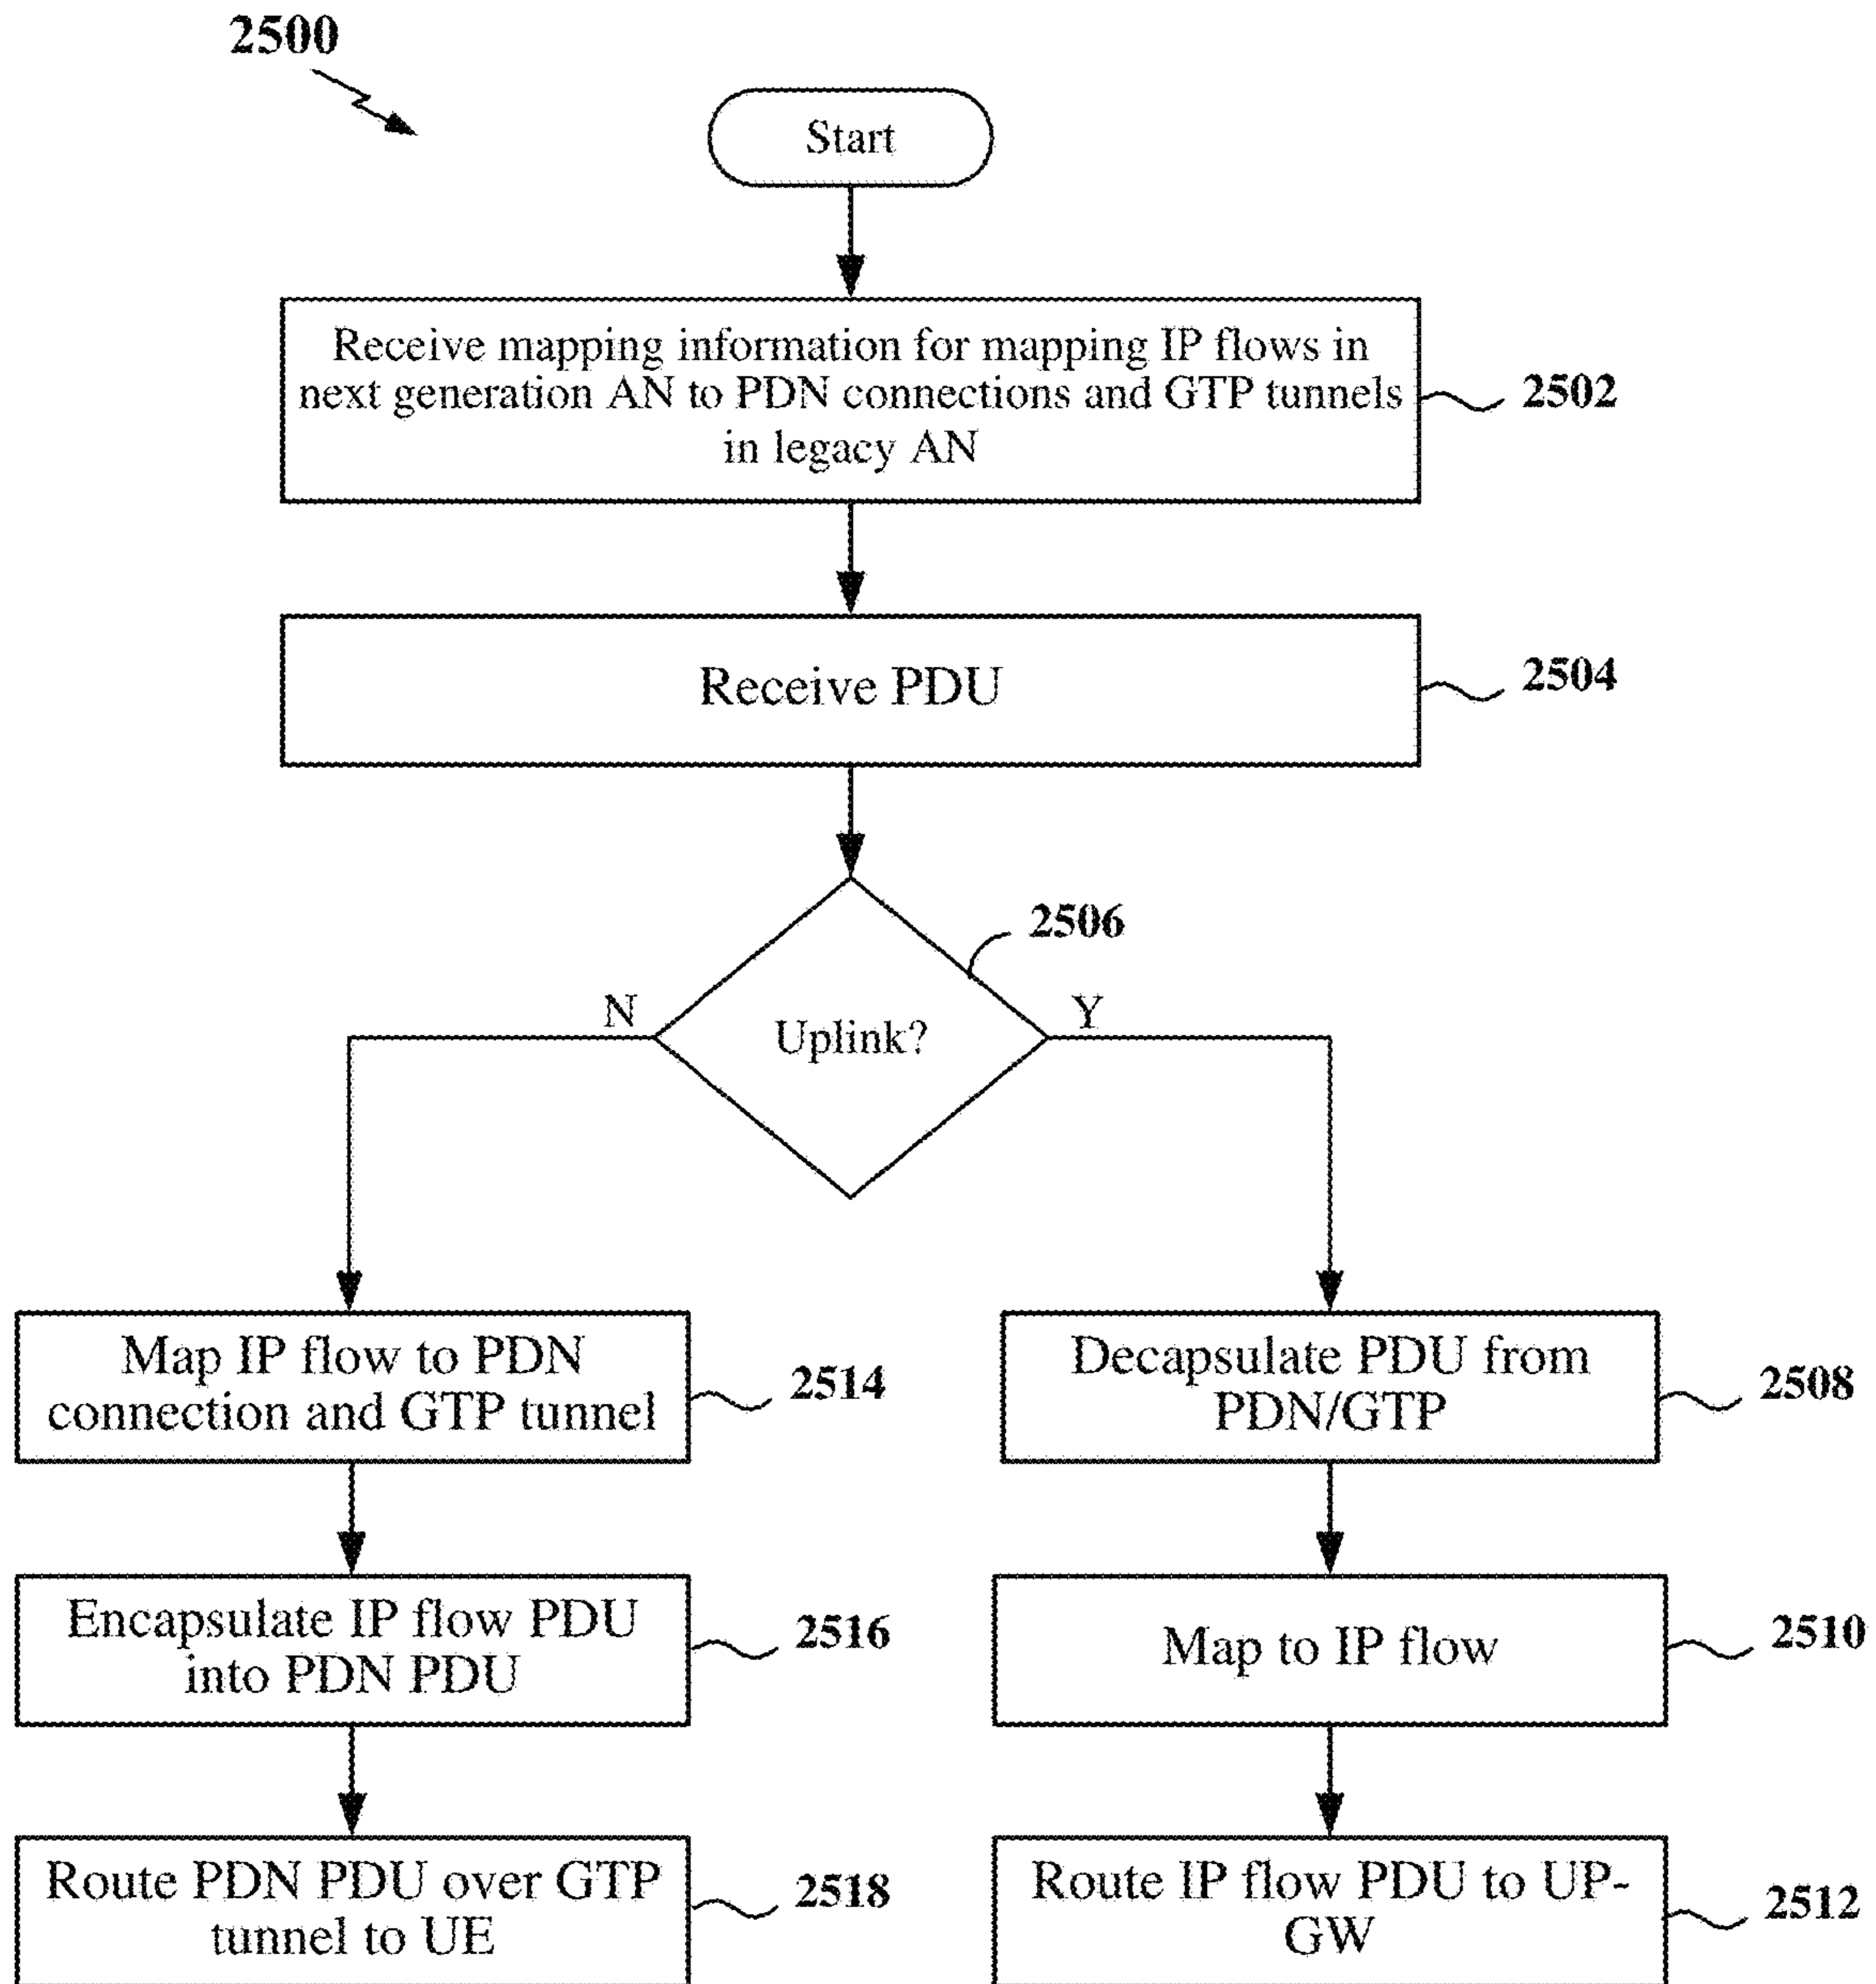 2500
Start
Receive mapping information for mapping IP flows in
next generation AN to PDN connections and GTP tunnels
in legacy AN
2502
Receive PDU
2504
2506
N
Y
Uplink?
Map IP flow to PDN
connection and GTP tunnel
2514
Encapsulate IP flow PDU
into PDN PDU
2516
Route PDN PDU over GTP
tunnel to UE
2518
Decapsulate PDU from
PDN/GTP
2508
Map to IP flow
2510
Route IP flow PDU to UP-
GW
2512